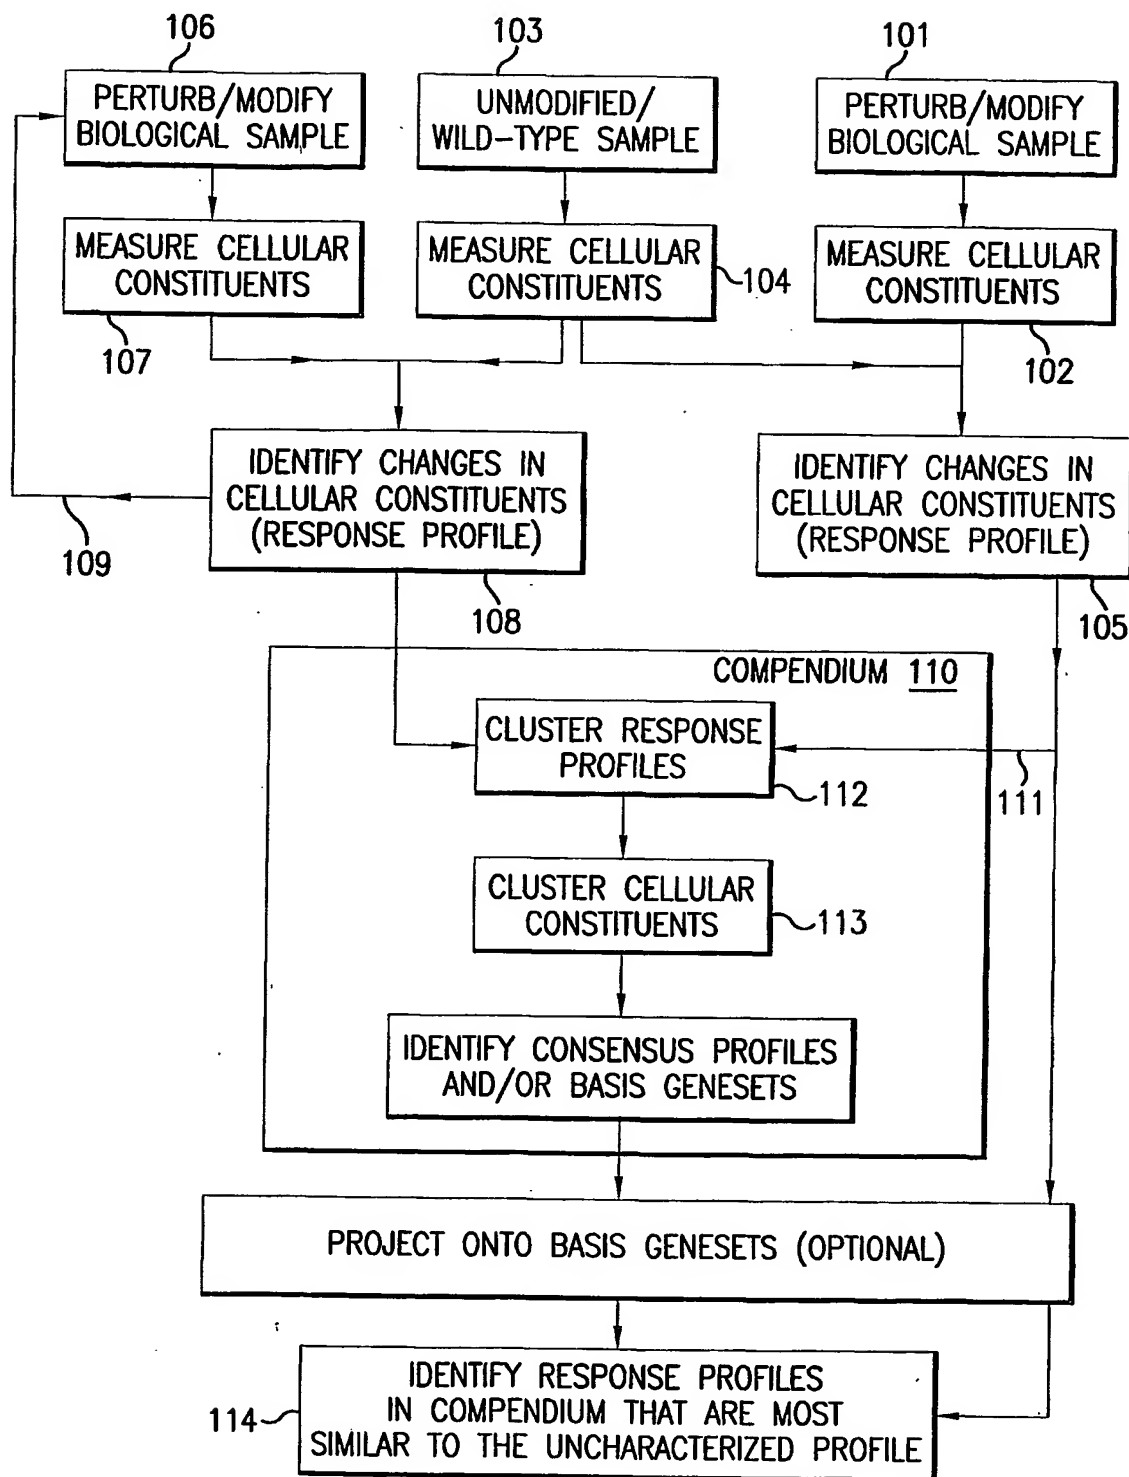 106
103
101
PERTURB/MODIFY
BIOLOGICAL SAMPLE
UNMODIFIED/
WILD-TYPE SAMPLE
PERTURB/MODIFY
BIOLOGICAL SAMPLE
MEASURE CELLULAR
CONSTITUENTS
MEASURE CELLULAR
CONSTITUENTS
104
MEASURE CELLULAR
CONSTITUENTS
107
102
IDENTIFY CHANGES IN
CELLULAR CONSTITUENTS
(RESPONSE PROFILE)
IDENTIFY CHANGES IN
CELLULAR CONSTITUENTS
(RESPONSE PROFILE)
109
108
105
COMPENDIUM 110
CLUSTER RESPONSE
PROFILES
112
111
CLUSTER CELLULAR
CONSTITUENTS
113
IDENTIFY CONSENSUS PROFILES
AND/OR BASIS GENESETS
PROJECT ONTO BASIS GENESETS (OPTIONAL)
IDENTIFY RESPONSE PROFILES
IN COMPENDIUM THAT ARE MOST
SIMILAR TO THE UNCHARACTERIZED PROFILE
114